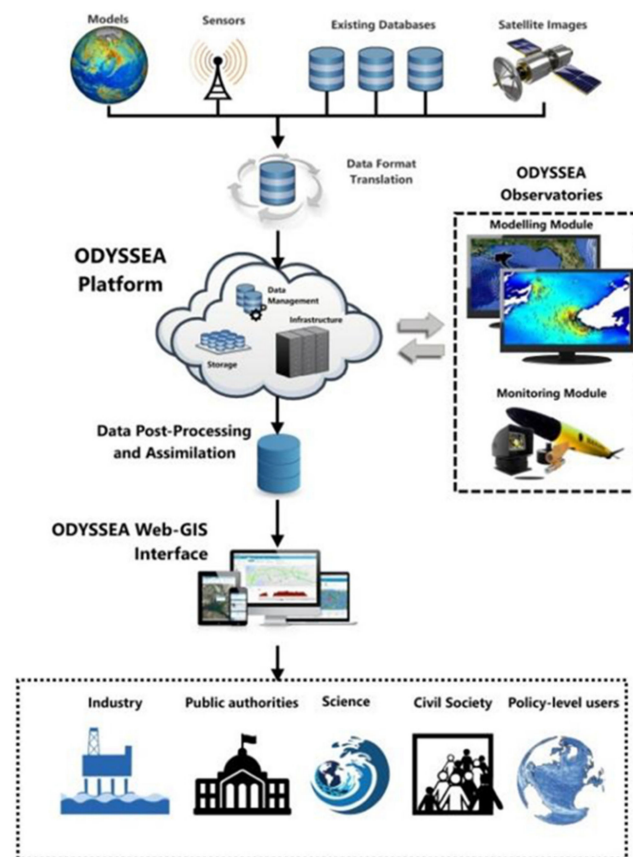 Models
Sensors
Existing Databases
Satellite Images
Data Format
Translation
ODYSSEA
Observatories
Modelling Module
ODYSSEA
Platform
Data
Management
Infrastructure
Storage
Monitoring Module
Data Post-Processing
and Assimilation
ODYSSEA Web-GIS
Interface
Industry
Public authorities
Science
Civil Society
Policy-level users